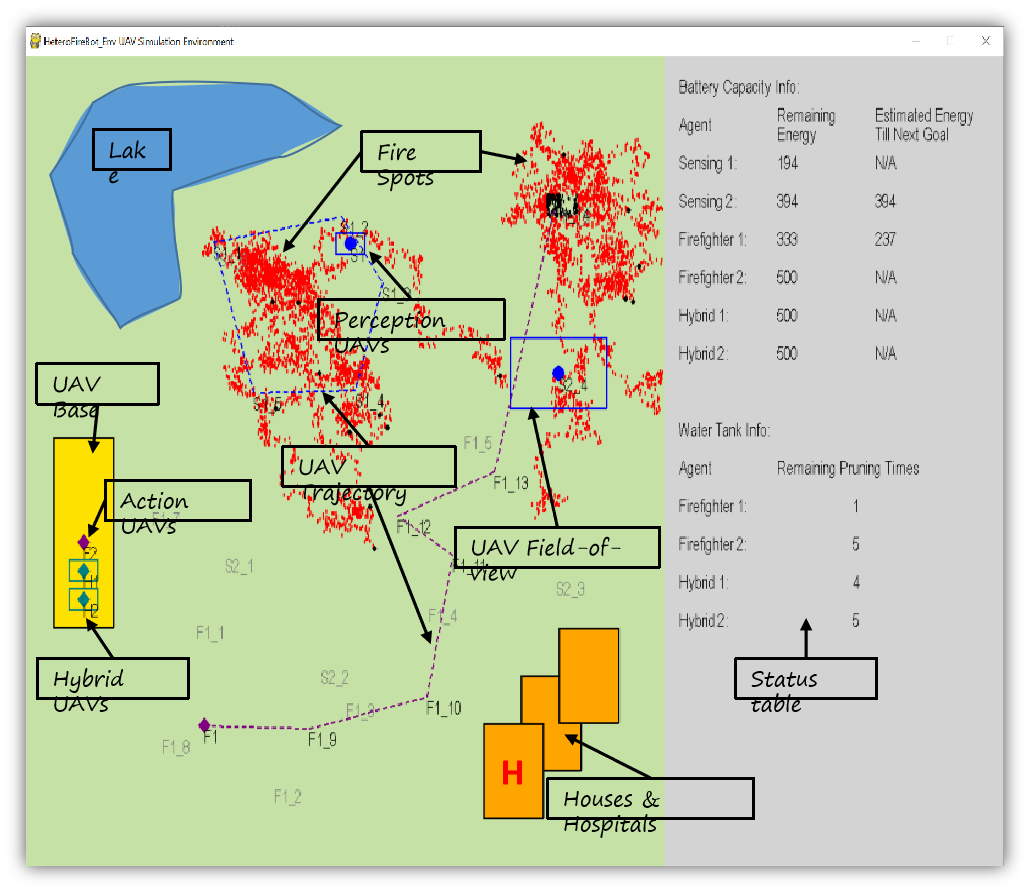 HeteroFireBot_Env UAV Simulation Environment
Lak
e
Fire
Spots
S1_2
S1_3
Perception
UAVs
UAV
Base
S2_4
S1_4
F1_5
UAV
Trajectory
F1_13
Action
UAVs
F1_7
F1_12
UAV Field-of-
View
F1_11
S2_1
S2_3
F2
F1_4
F1_1
Hybrid
UAVs
S2_2
F1_3
F1_10
F1
F1_8
F1_9
F1_2
H
Houses &
Hospitals
Battery Capacity Info:
Agent Remaining Energy Estimated Energy Till Next Goal
Sensing 1: 194 N/A
Sensing 2: 394 394
Firefighter 1: 333 237
Firefighter 2: 500 N/A
Hybrid 1: 500 N/A
Hybrid 2: 500 N/A
Water Tank Info:
Agent Remaining Pruning Times
Firefighter 1: 1
Firefighter 2: 5
Hybrid 1: 4
Hybrid 2: 5
Status
table